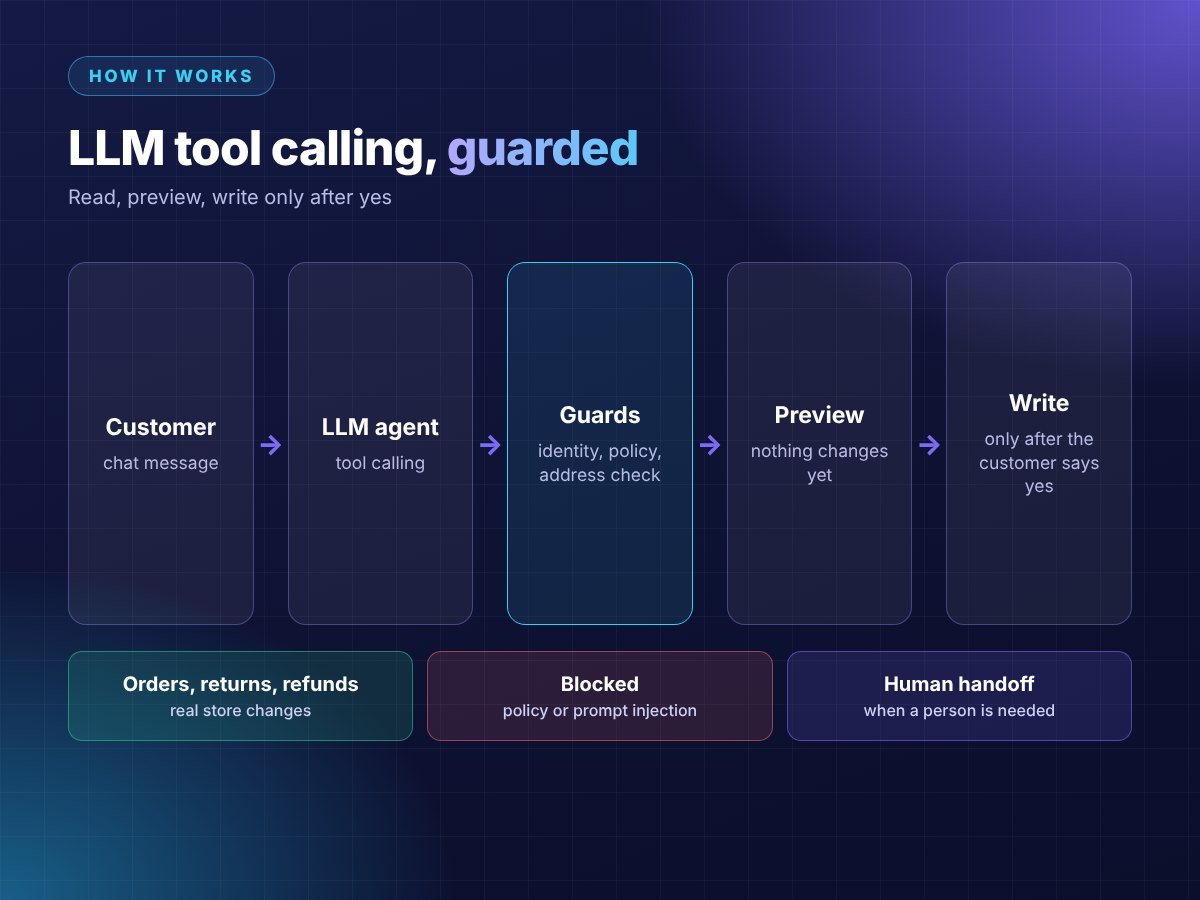 HOW IT WORKS
LLM tool calling, guarded
Read, preview, write only after yes
Customer
chat message
→
LLM agent
tool calling
→
Guards
identity, policy,
address check
→
Preview
nothing changes
yet
→
Write
only after the
customer says
yes
Orders, returns, refunds
real store changes
Blocked
policy or prompt injection
Human handoff
when a person is needed